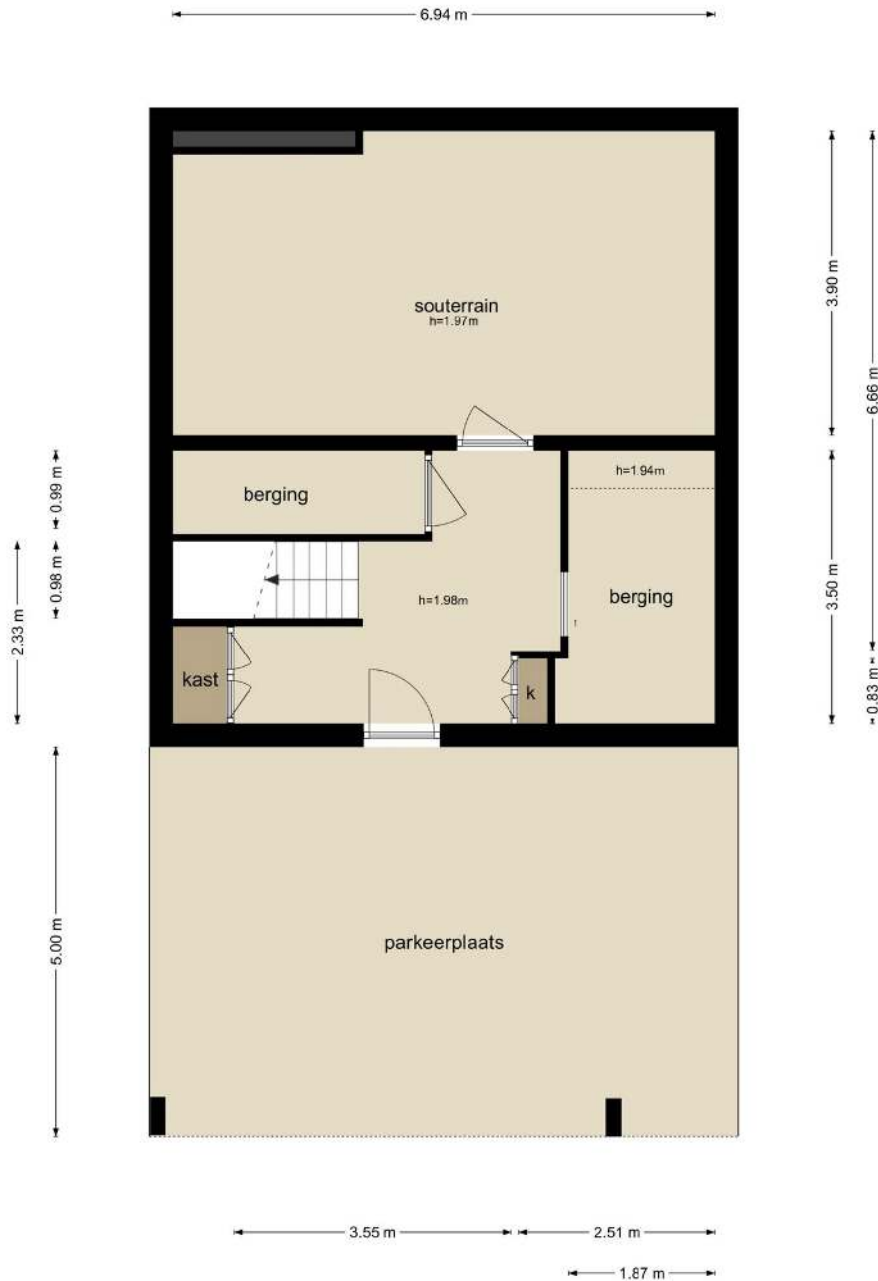 6.94 m
souterrain
h=1.97m
3.90 m
6.66 m
0.99 m
berging
h=1.94m
2.33 m
0.98 m
h=1.98m
berging
3.50 m
kast
k
0.83 m
5.00 m
parkeerplaats
3.55 m
2.51 m
1.87 m